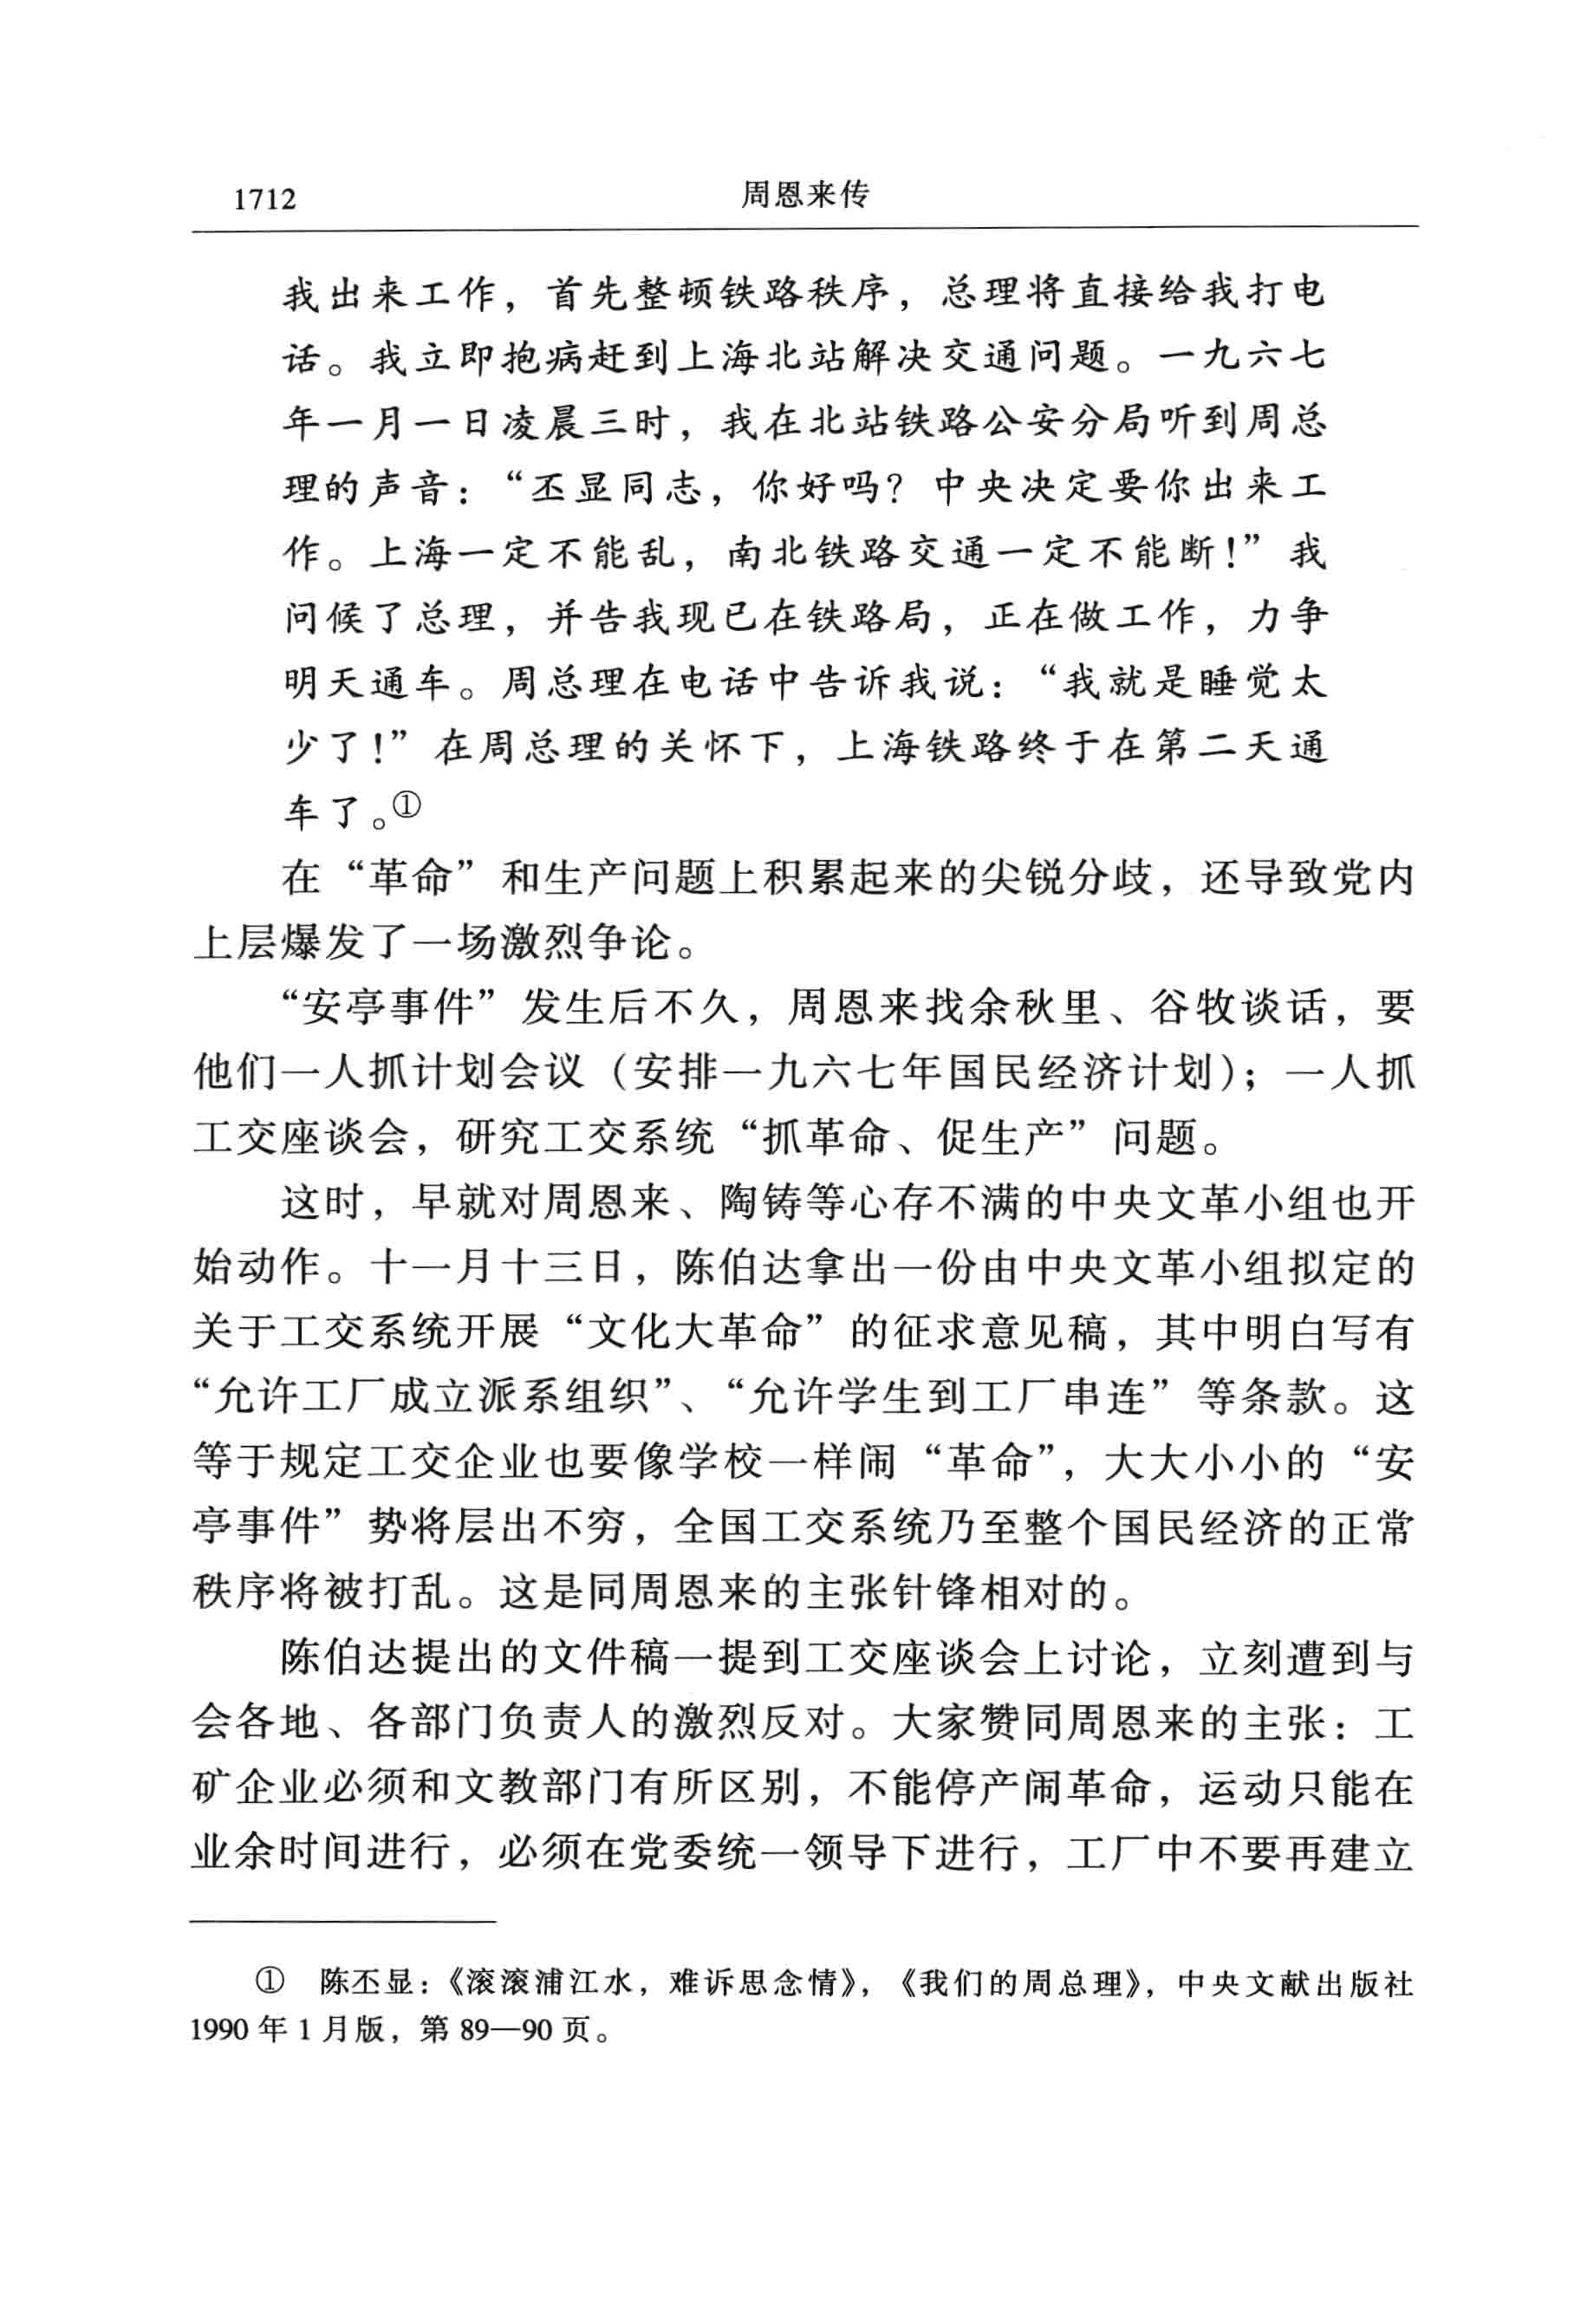 1712 周恩来传
我出来工作，首先整顿铁路秩序，总理将直接给我打电
话。我立即抱病赶到上海北站解决交通问题。一九六七
年一月一日凌晨三时，我在北站铁路公安分局听到周总
理的声音：“丕显同志，你好吗？中央决定要你出来工
作。上海一定不能乱，南北铁路交通一定不能断！”我
问候了总理，并告我现已在铁路局，正在做工作，力争
明天通车。周总理在电话中告诉我说：“我就是睡觉太
少了！”在周总理的关怀下，上海铁路终于在第二天通
车了。①
在“革命”和生产问题上积累起来的尖锐分歧，还导致党内
上层爆发了一场激烈争论。
“安亭事件”发生后不久，周恩来找余秋里、谷牧谈话，要
他们一人抓计划会议（安排一九六七年国民经济计划）；一人抓
工交座谈会，研究工交系统“抓革命、促生产”问题。
这时，早就对周恩来、陶铸等心存不满的中央文革小组也开
始动作。十一月十三日，陈伯达拿出一份由中央文革小组拟定的
关于工交系统开展“文化大革命”的征求意见稿，其中明白写有
“允许工厂成立派系组织”、“允许学生到工厂串连”等条款。这
等于规定工交企业也要像学校一样闹“革命”，大大小小的“安
亭事件”势将层出不穷，全国工交系统乃至整个国民经济的正常
秩序将被打乱。这是同周恩来的主张针锋相对的。
陈伯达提出的文件稿一提到工交座谈会上讨论，立刻遭到与
会各地、各部门负责人的激烈反对。大家赞同周恩来的主张：工
矿企业必须和文教部门有所区别，不能停产闹革命，运动只能在
业余时间进行，必须在党委统一领导下进行，工厂中不要再建立
① 陈丕显：《滚滚浦江水，难诉思念情》，《我们的周总理》，中央文献出版社
1990 年 1 月版，第 89—90 页。